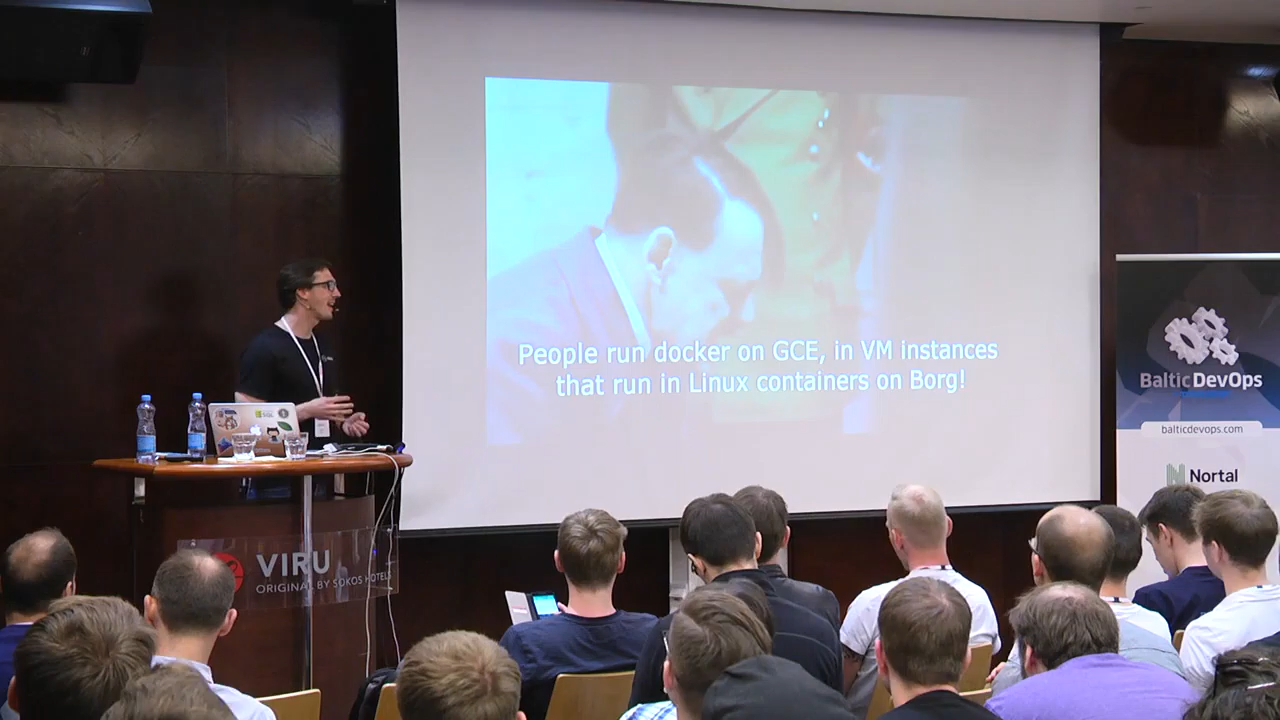 People run docker on GCE, in VM instances
that run in Linux containers on Borg!
BalticDevOps
balticdevops.com
Nortal
VIRU
ORIGINAL BY SOKOS HOTELS